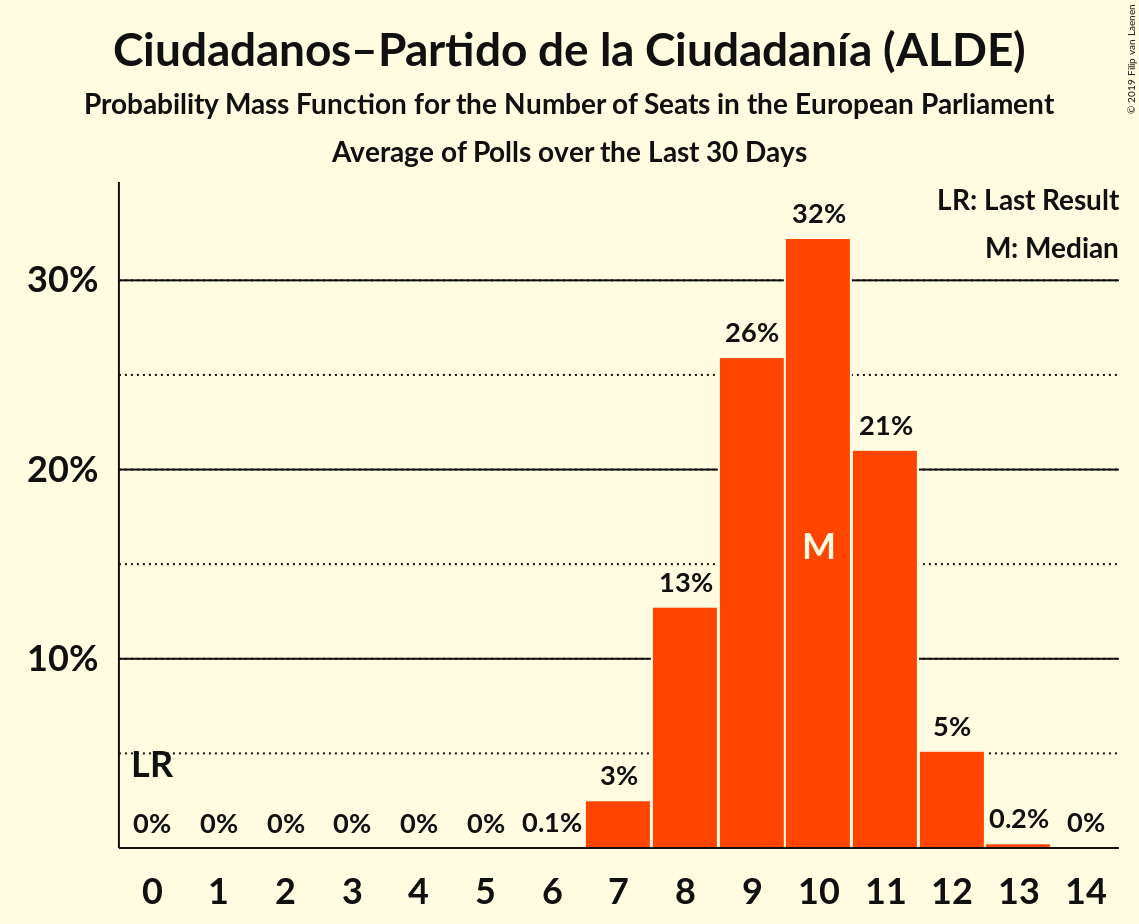 Ciudadanos–Partido de la Ciudadanía (ALDE)
Probability Mass Function for the Number of Seats in the European Parliament
Average of Polls over the Last 30 Days
© 2019 Filip van Laenen
LR: Last Result
M: Median
32%
30%
26%
21%
20%
M
13%
10%
LR
5%
3%
0% 0% 0% 0% 0% 0% 0.1% 0.2% 0%
0 1 2 3 4 5 6 7 8 9 10 11 12 13 14